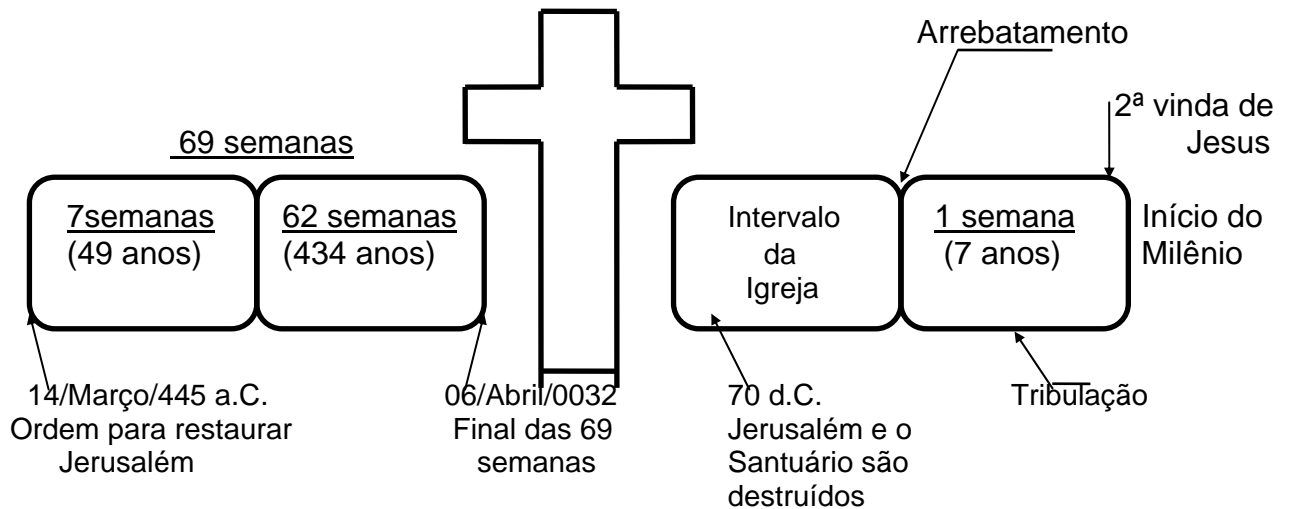 Arrebatamento
2ª vinda de
Jesus
69 semanas
7semanas
(49 anos)
62 semanas
(434 anos)
Intervalo
da
Igreja
1 semana
(7 anos)
Início do
Milênio
14/Março/445 a.C.
Ordem para restaurar
Jerusalém
06/Abril/0032
Final das 69
semanas
70 d.C.
Jerusalém e o
Santuário são
destruídos
Tribulação